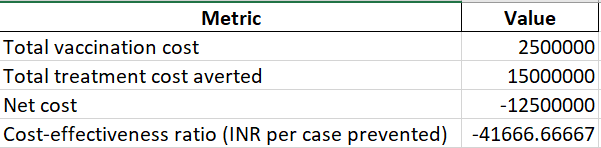 Metric Value
Total vaccination cost 2500000
Total treatment cost averted 15000000
Net cost -12500000
Cost-effectiveness ratio (INR per case prevented) -41666.66667